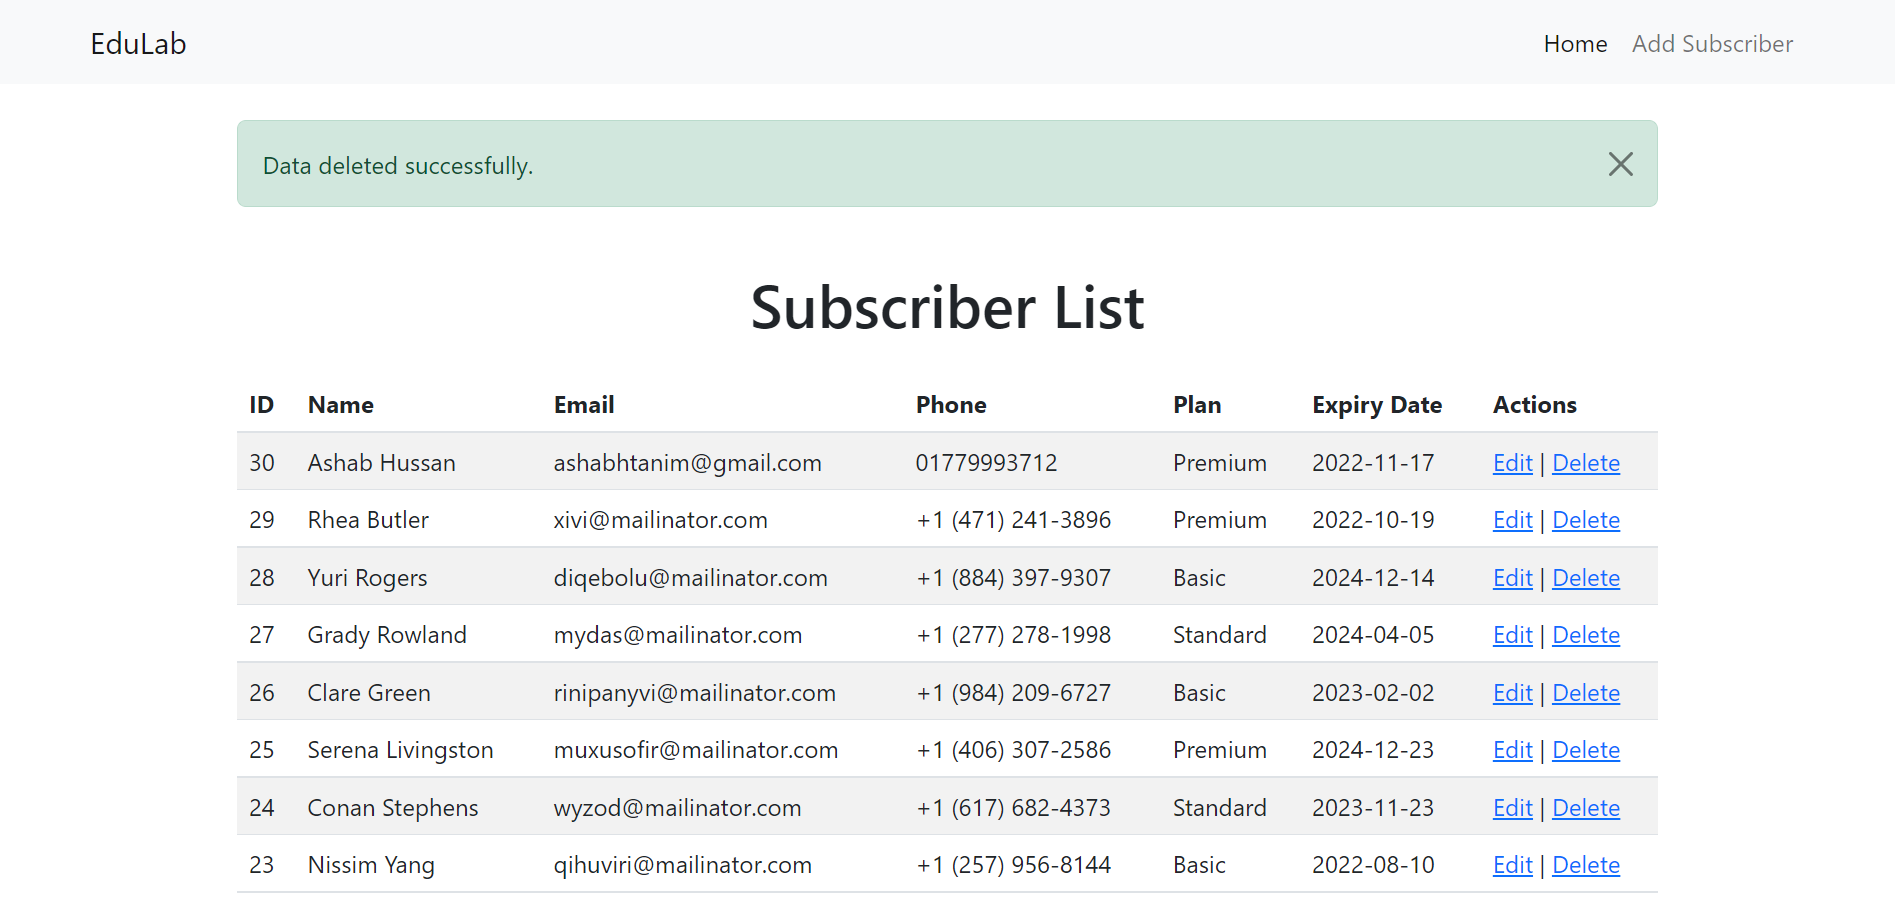 EduLab Home Add Subscriber
Data deleted successfully.
Subscriber List
ID Name Email Phone Plan Expiry Date Actions
30 Ashab Hussan ashabhtanim@gmail.com 01779993712 Premium 2022-11-17 Edit | Delete
29 Rhea Butler xivi@mailinator.com +1 (471) 241-3896 Premium 2022-10-19 Edit | Delete
28 Yuri Rogers diqebolu@mailinator.com +1 (884) 397-9307 Basic 2024-12-14 Edit | Delete
27 Grady Rowland mydas@mailinator.com +1 (277) 278-1998 Standard 2024-04-05 Edit | Delete
26 Clare Green rinipanyvi@mailinator.com +1 (984) 209-6727 Basic 2023-02-02 Edit | Delete
25 Serena Livingston muxusofir@mailinator.com +1 (406) 307-2586 Premium 2024-12-23 Edit | Delete
24 Conan Stephens wyzod@mailinator.com +1 (617) 682-4373 Standard 2023-11-23 Edit | Delete
23 Nissim Yang qihuviri@mailinator.com +1 (257) 956-8144 Basic 2022-08-10 Edit | Delete